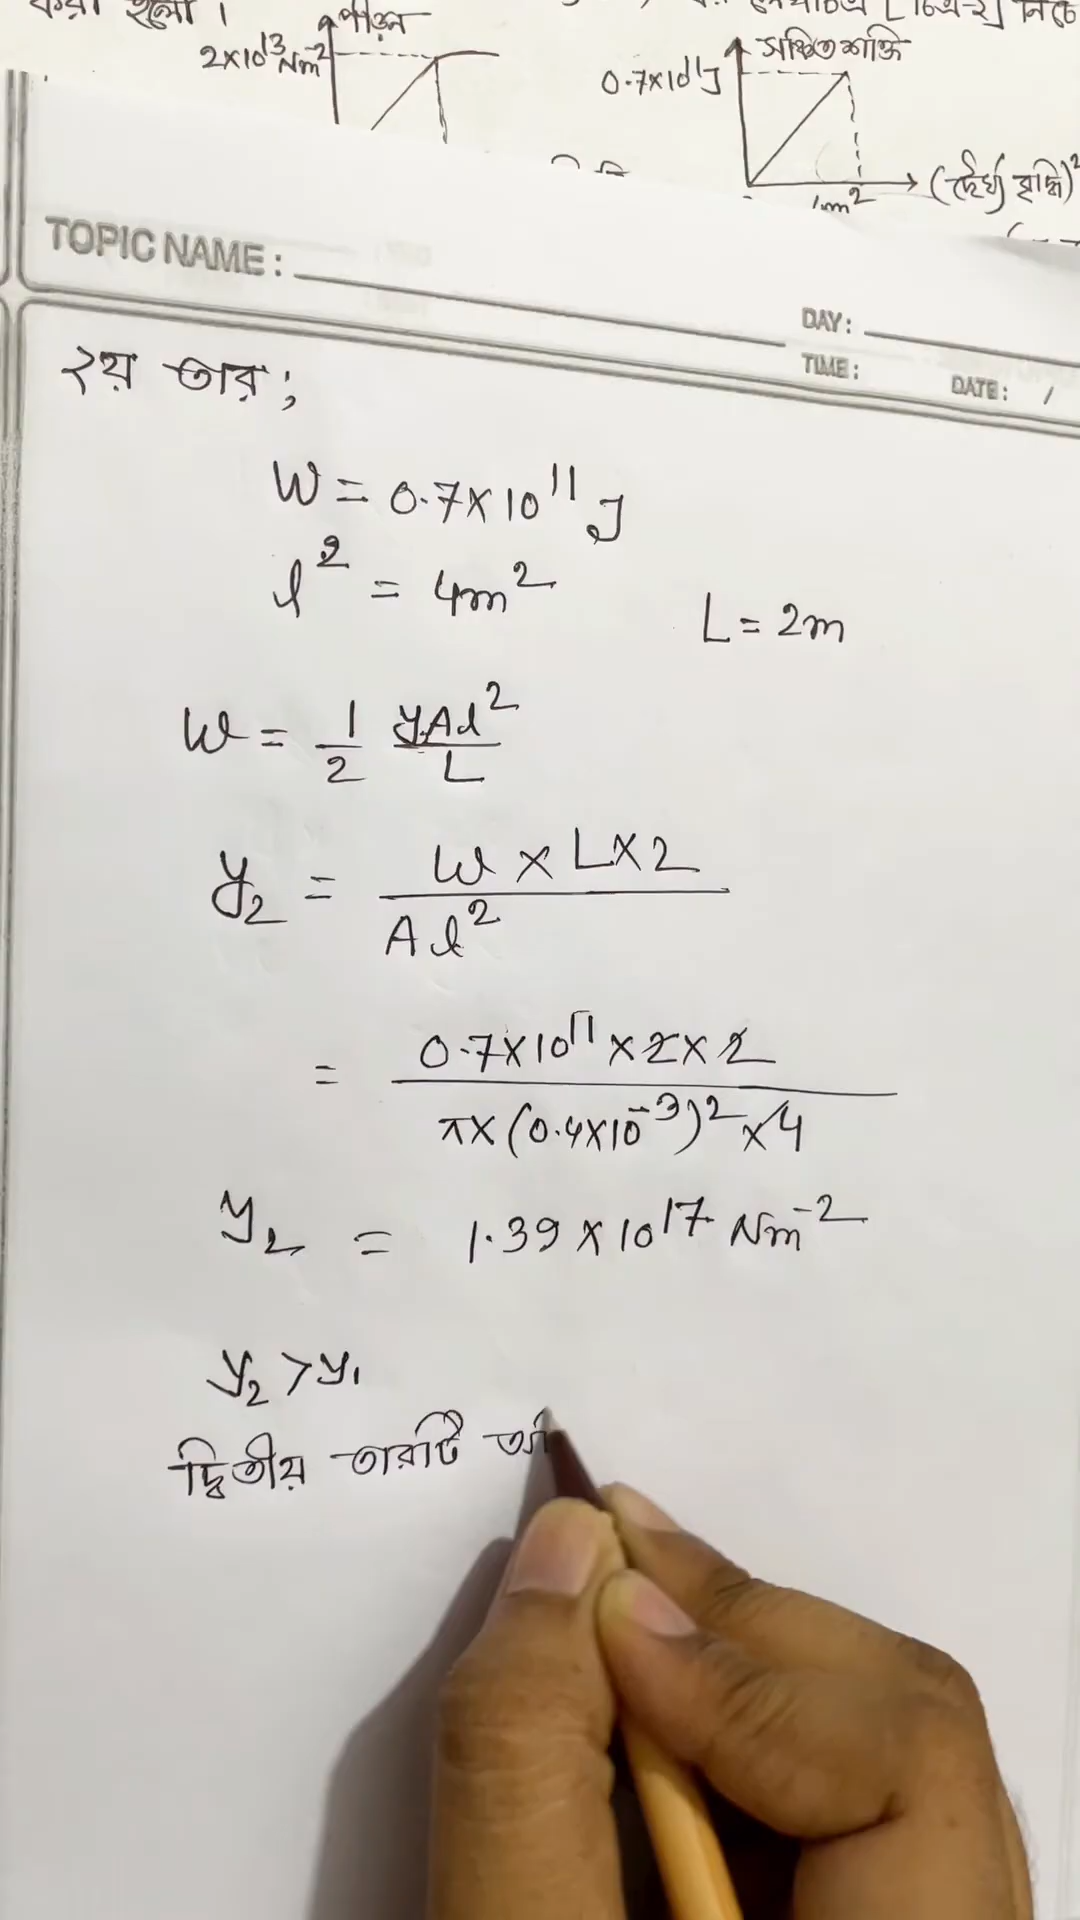 করা হলো।
[চিত্র-২]
পীড়ন
2×10¹³ Nm⁻²
সঞ্চিত শক্তি
0.7×10¹¹J
(দৈর্ঘ্য বৃদ্ধি)²
1m²
TOPIC NAME :
DAY :
TIME :
DATE : /
২য় তার ;
W = 0.7×10¹¹ J
l² = 4m²
L = 2m
W = 1/2 YAl²/L
Y₂ = W × L×2 / A l²
= 0.7×10¹¹ ×2×2 / π×(0.4×10⁻³)²×4
Y₂ = 1.39×10¹⁷ Nm⁻²
Y₂ > Y₁
দ্বিতীয় তারটি